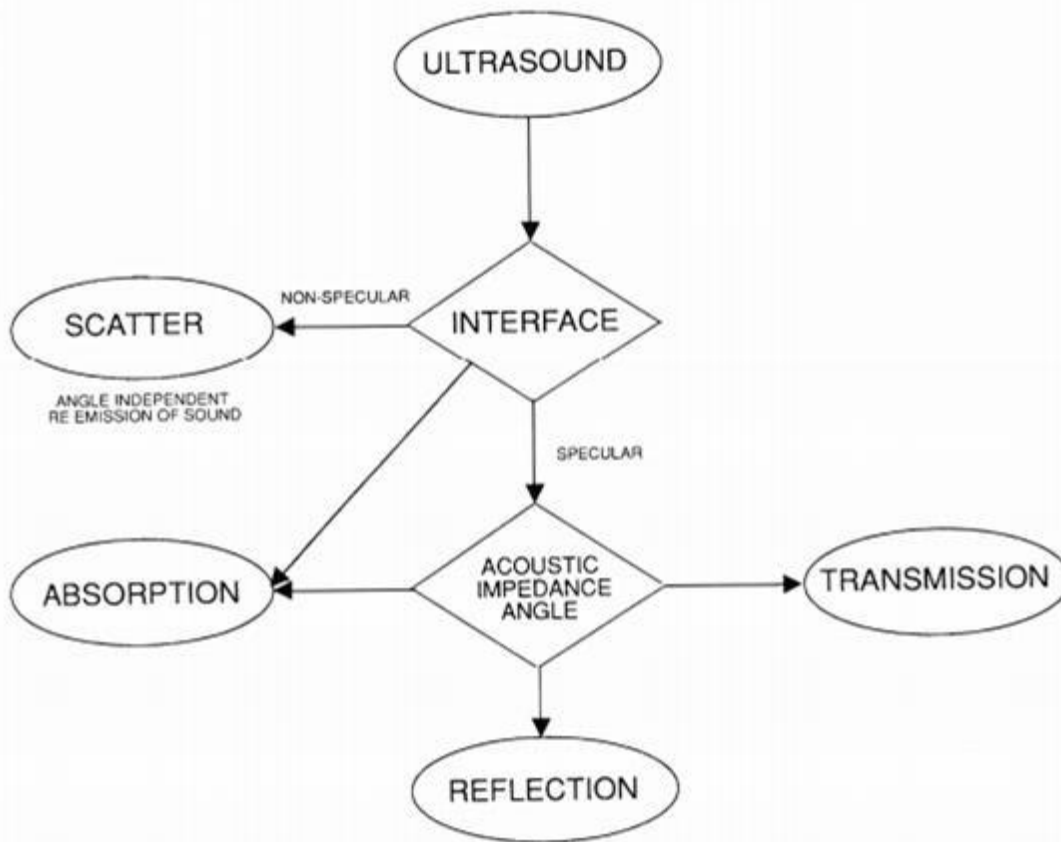 ULTRASOUND
NON-SPECULAR
SCATTER
INTERFACE
ANGLE INDEPENDENT
RE EMISSION OF SOUND
SPECULAR
ABSORPTION
ACOUSTIC
IMPEDANCE
ANGLE
TRANSMISSION
REFLECTION